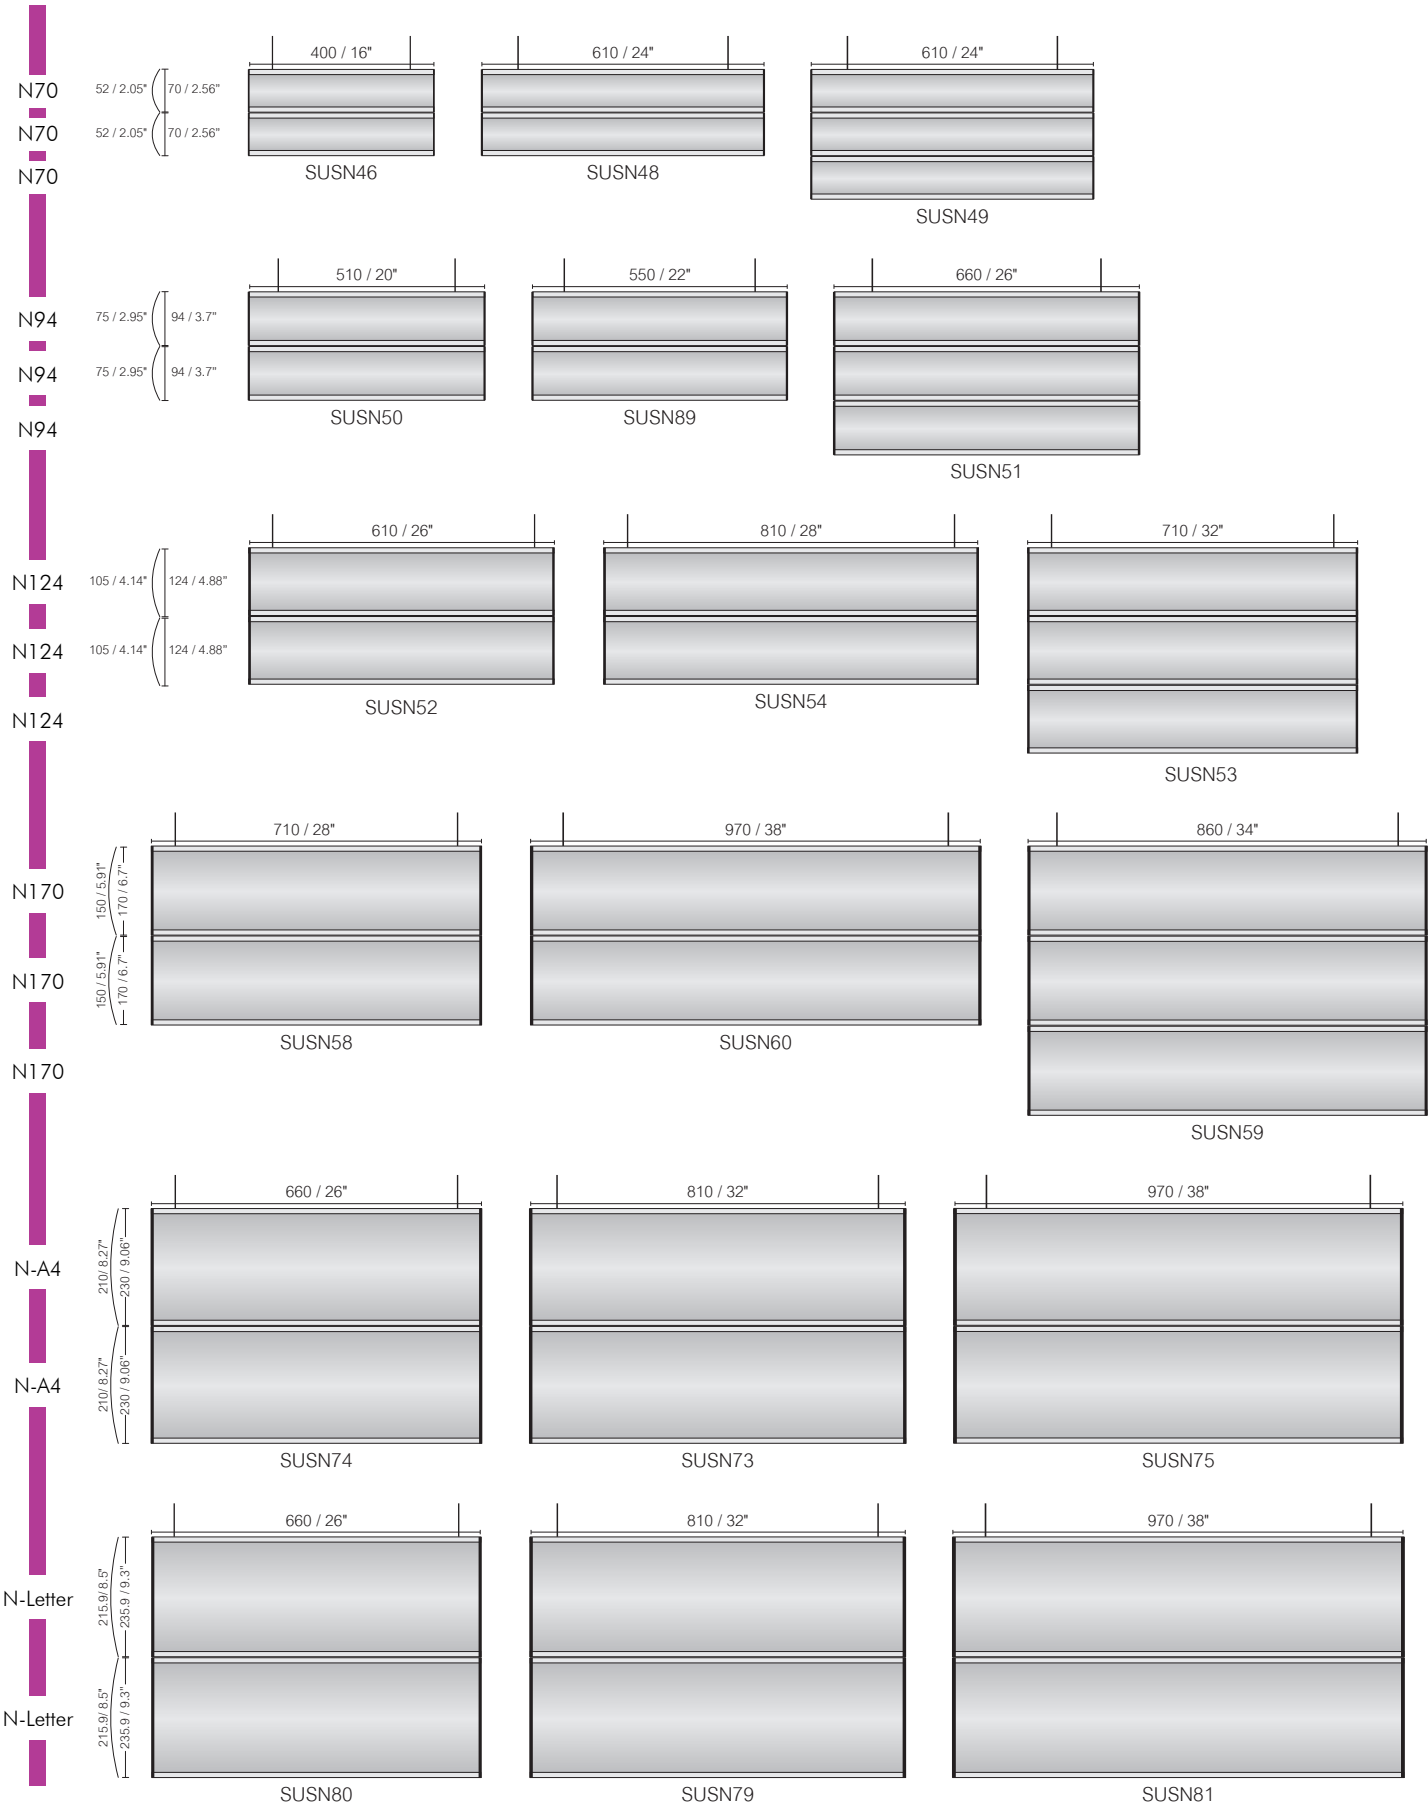 400 / 16"
610 / 24"
610 / 24"
N70
52 / 2.05"
70 / 2.56"
N70
52 / 2.05"
70 / 2.56"
N70
SUSN46
SUSN48
SUSN49
510 / 20"
550 / 22"
660 / 26"
N94
75 / 2.95"
94 / 3.7"
N94
75 / 2.95"
94 / 3.7"
N94
SUSN50
SUSN89
SUSN51
610 / 26"
810 / 28"
710 / 32"
N124
105 / 4.14"
124 / 4.88"
N124
105 / 4.14"
124 / 4.88"
N124
SUSN52
SUSN54
SUSN53
710 / 28"
970 / 38"
860 / 34"
N170
150 / 5.91"
170 / 6.7"
N170
150 / 5.91"
170 / 6.7"
N170
SUSN58
SUSN60
SUSN59
660 / 26"
810 / 32"
970 / 38"
N-A4
210/ 8.27"
230 / 9.06"
N-A4
210/ 8.27"
230 / 9.06"
SUSN74
SUSN73
SUSN75
660 / 26"
810 / 32"
970 / 38"
N-Letter
215.9/ 8.5"
235.9 / 9.3"
N-Letter
215.9/ 8.5"
235.9 / 9.3"
SUSN80
SUSN79
SUSN81